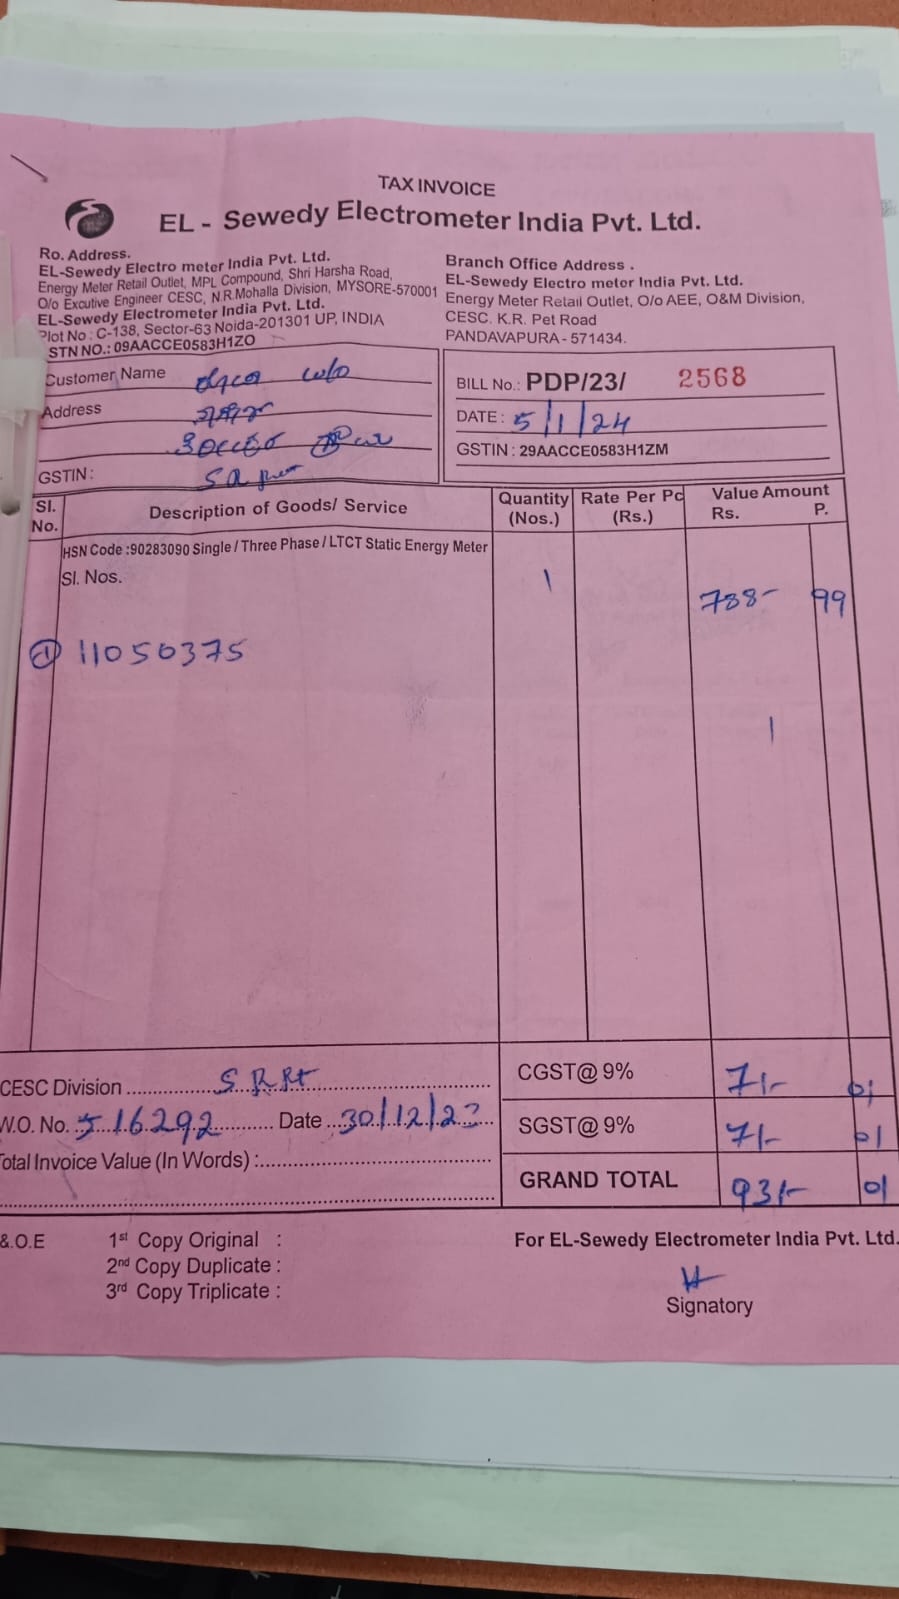 TAX INVOICE
EL - Sewedy Electrometer India Pvt. Ltd.
Ro. Address.
EL-Sewedy Electro meter India Pvt. Ltd.
Energy Meter Retail Outlet, MPL Compound, Shri Harsha Road,
O/o Excutive Engineer CESC, N.R.Mohalla Division, MYSORE-570001
EL-Sewedy Electrometer India Pvt. Ltd.
Plot No : C-138, Sector-63 Noida-201301 UP, INDIA
STN NO.: 09AACCE0583H1ZO
Branch Office Address .
EL-Sewedy Electro meter India Pvt. Ltd.
Energy Meter Retail Outlet, O/o AEE, O&M Division,
CESC. K.R. Pet Road
PANDAVAPURA - 571434.
Customer Name w/o
Address
GSTIN :
BILL No.: PDP/23/ 2568
DATE : 5/1/24
GSTIN : 29AACCE0583H1ZM
Sl. No. Description of Goods/ Service Quantity (Nos.) Rate Per Pc (Rs.) Value Amount Rs. P.
HSN Code :90283090 Single / Three Phase / LTCT Static Energy Meter
Sl. Nos. 1 788- 99
① 11050375
CESC Division
W.O. No. 516292 Date 30/12/23
Total Invoice Value (In Words) :
CGST@ 9% 71/- 01
SGST@ 9% 71/- 01
GRAND TOTAL 931/- 01
&.O.E
1st Copy Original :
2nd Copy Duplicate :
3rd Copy Triplicate :
For EL-Sewedy Electrometer India Pvt. Ltd.
Signatory